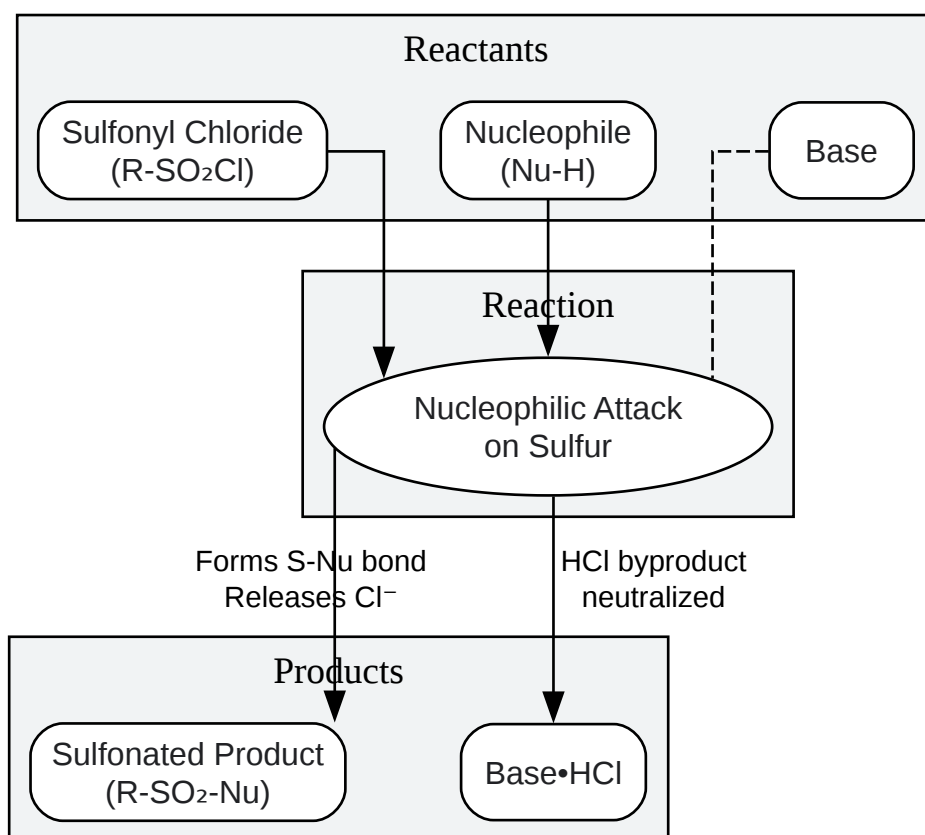 Reactants
Sulfonyl Chloride
(R-SO₂Cl)
Nucleophile
(Nu-H)
Base
Reaction
Nucleophilic Attack
on Sulfur
Forms S-Nu bond
Releases Cl⁻
HCl byproduct
neutralized
Products
Sulfonated Product
(R-SO₂-Nu)
Base•HCl